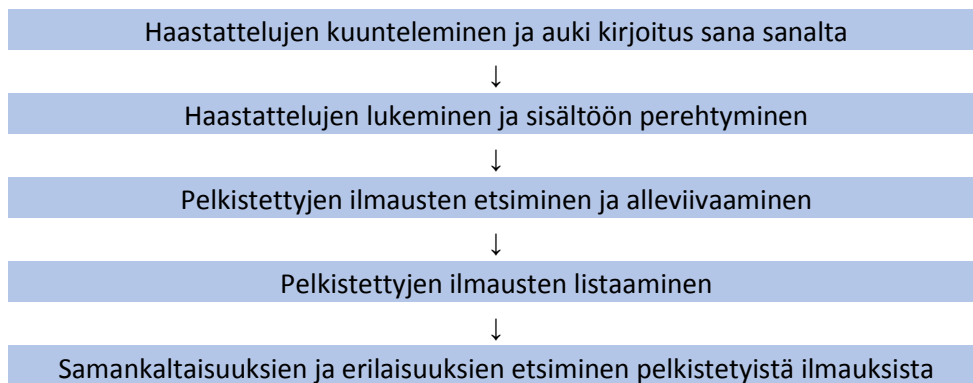 Haastattelujen kuunteleminen ja auki kirjoitus sana sanalta
↓
Haastattelujen lukeminen ja sisältöön perehtyminen
↓
Pelkistettyjen ilmausten etsiminen ja alleviivaaminen
↓
Pelkistettyjen ilmausten listaaminen
↓
Samankaltaisuuksien ja erilaisuuksien etsiminen pelkistetyistä ilmauksista